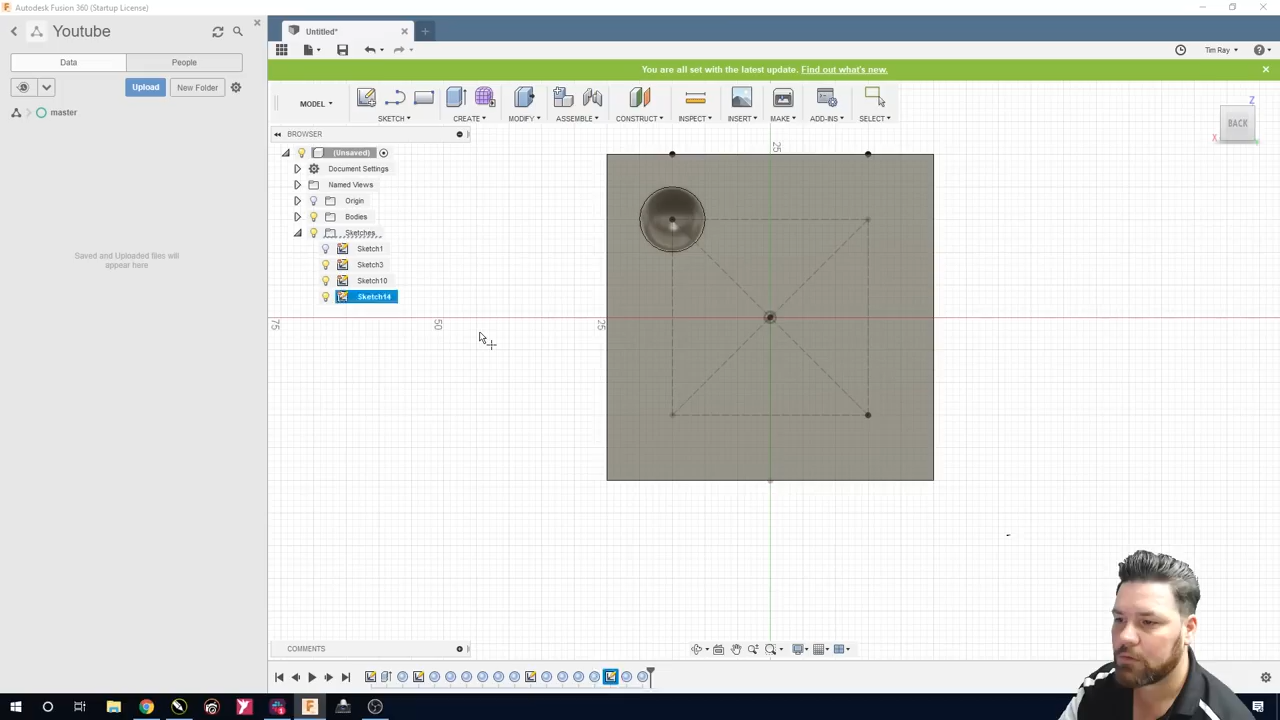 Autodesk Fusion 360 (Startup License)
Youtube
Untitled*
Tim Ray
You are all set with the latest update. Find out what's new.
Data
People
Upload
New Folder
master
MODEL
SKETCH
CREATE
MODIFY
ASSEMBLE
CONSTRUCT
INSPECT
INSERT
MAKE
ADD-INS
SELECT
BROWSER
Z
BACK
X
25
(Unsaved)
Document Settings
Named Views
Origin
Bodies
Sketches
Sketch1
Sketch3
Sketch10
Sketch14
Saved and Uploaded files will
appear here
75
50
25
COMMENTS